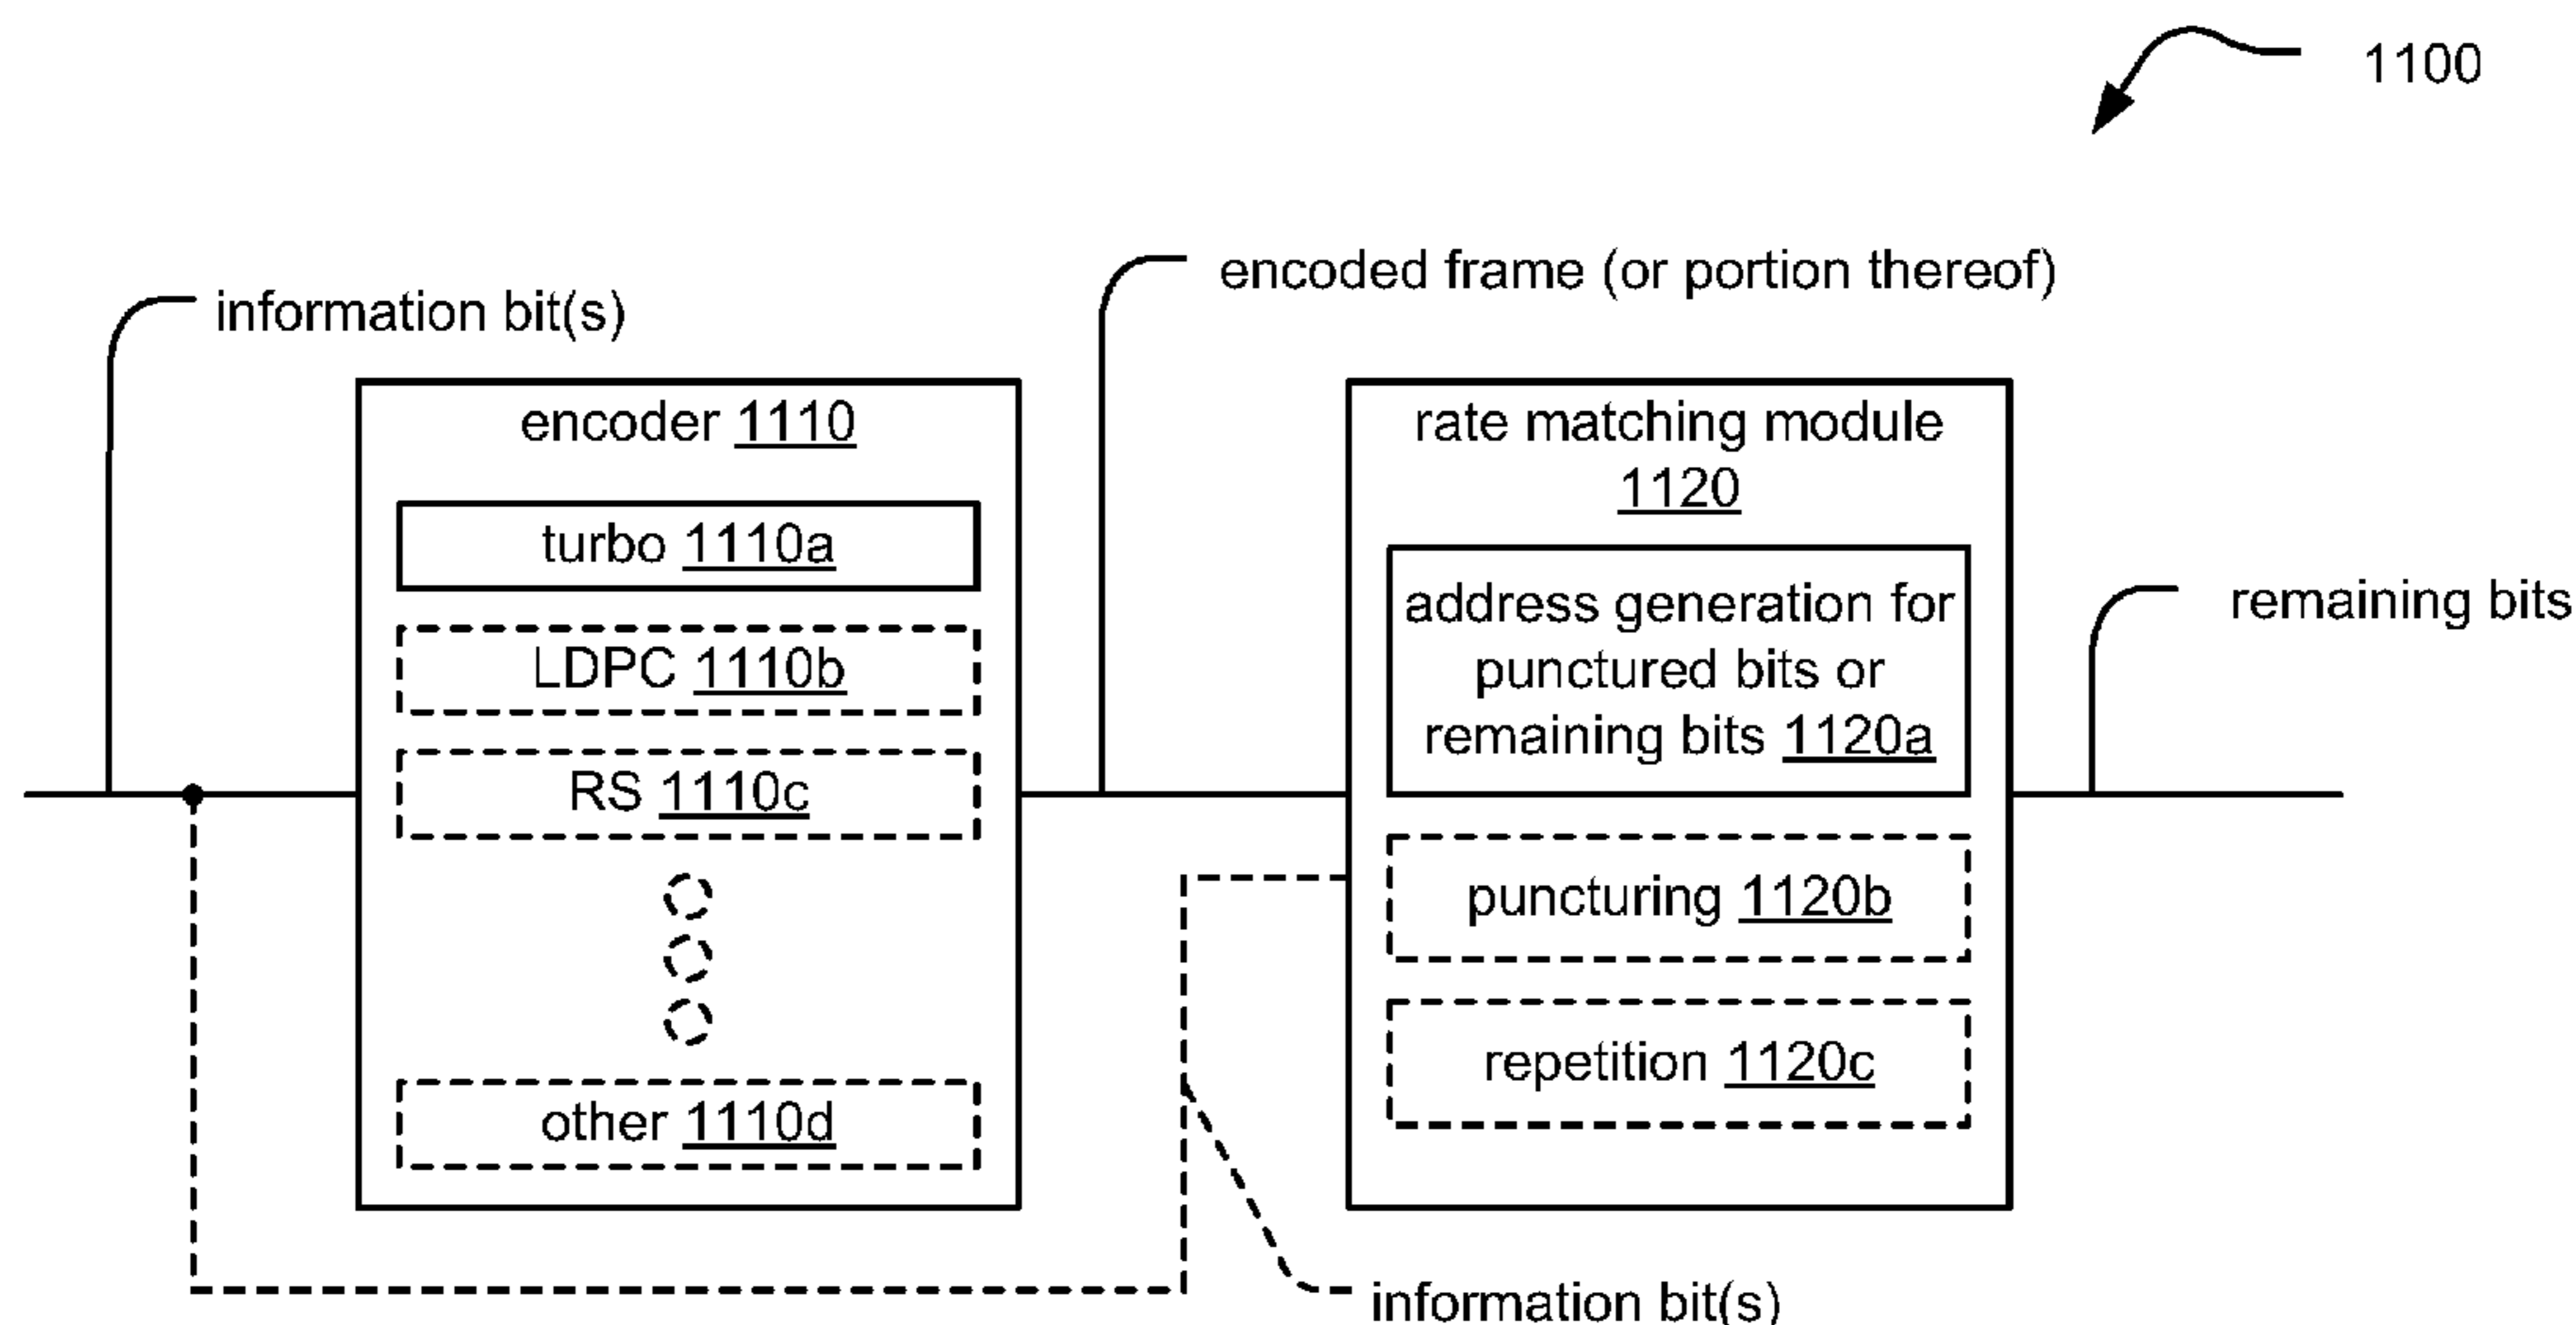 1100
encoded frame (or portion thereof)
information bit(s)
encoder 1110
turbo 1110a
LDPC 1110b
RS 1110c
other 1110d
rate matching module
1120
address generation for
punctured bits or
remaining bits 1120a
puncturing 1120b
repetition 1120c
remaining bits
information bit(s)